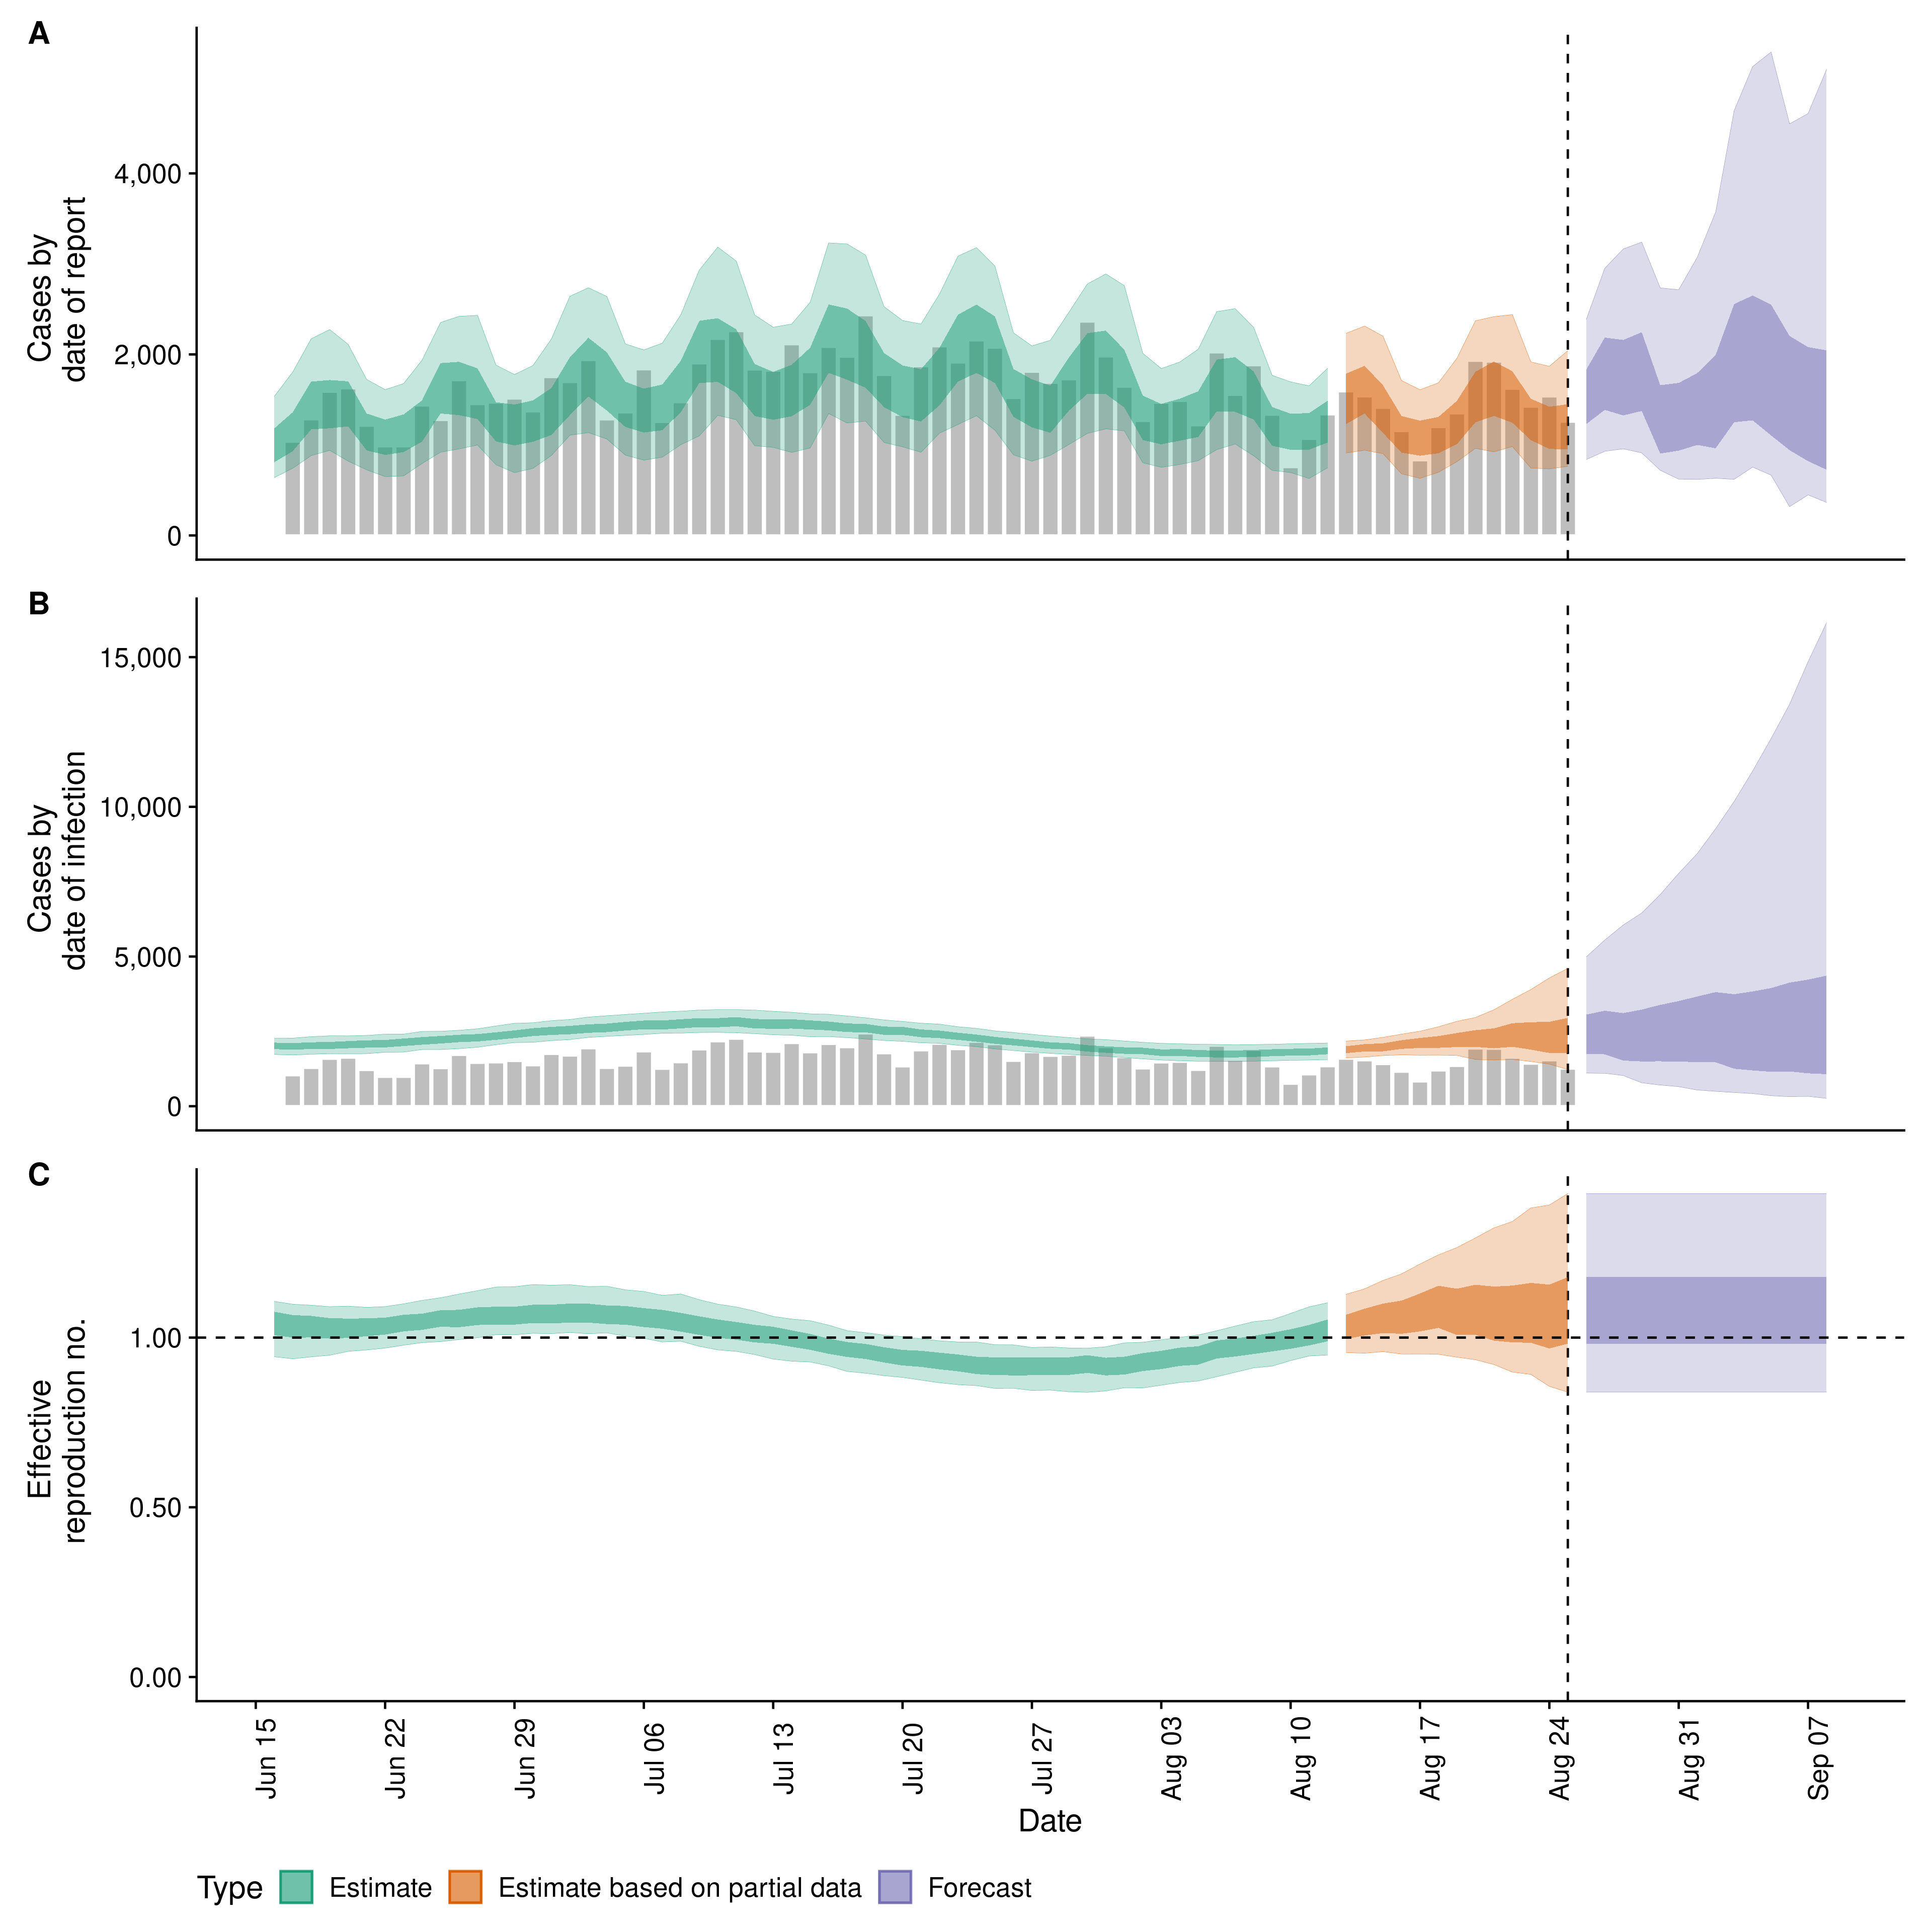 A
Cases by
date of report
4,000
2,000
0
B
Cases by
date of infection
15,000
10,000
5,000
0
C
Effective
reproduction no.
1.00
0.50
0.00
Jun 15
Jun 22
Jun 29
Jul 06
Jul 13
Jul 20
Jul 27
Aug 03
Aug 10
Aug 17
Aug 24
Aug 31
Sep 07
Date
Type Estimate Estimate based on partial data Forecast